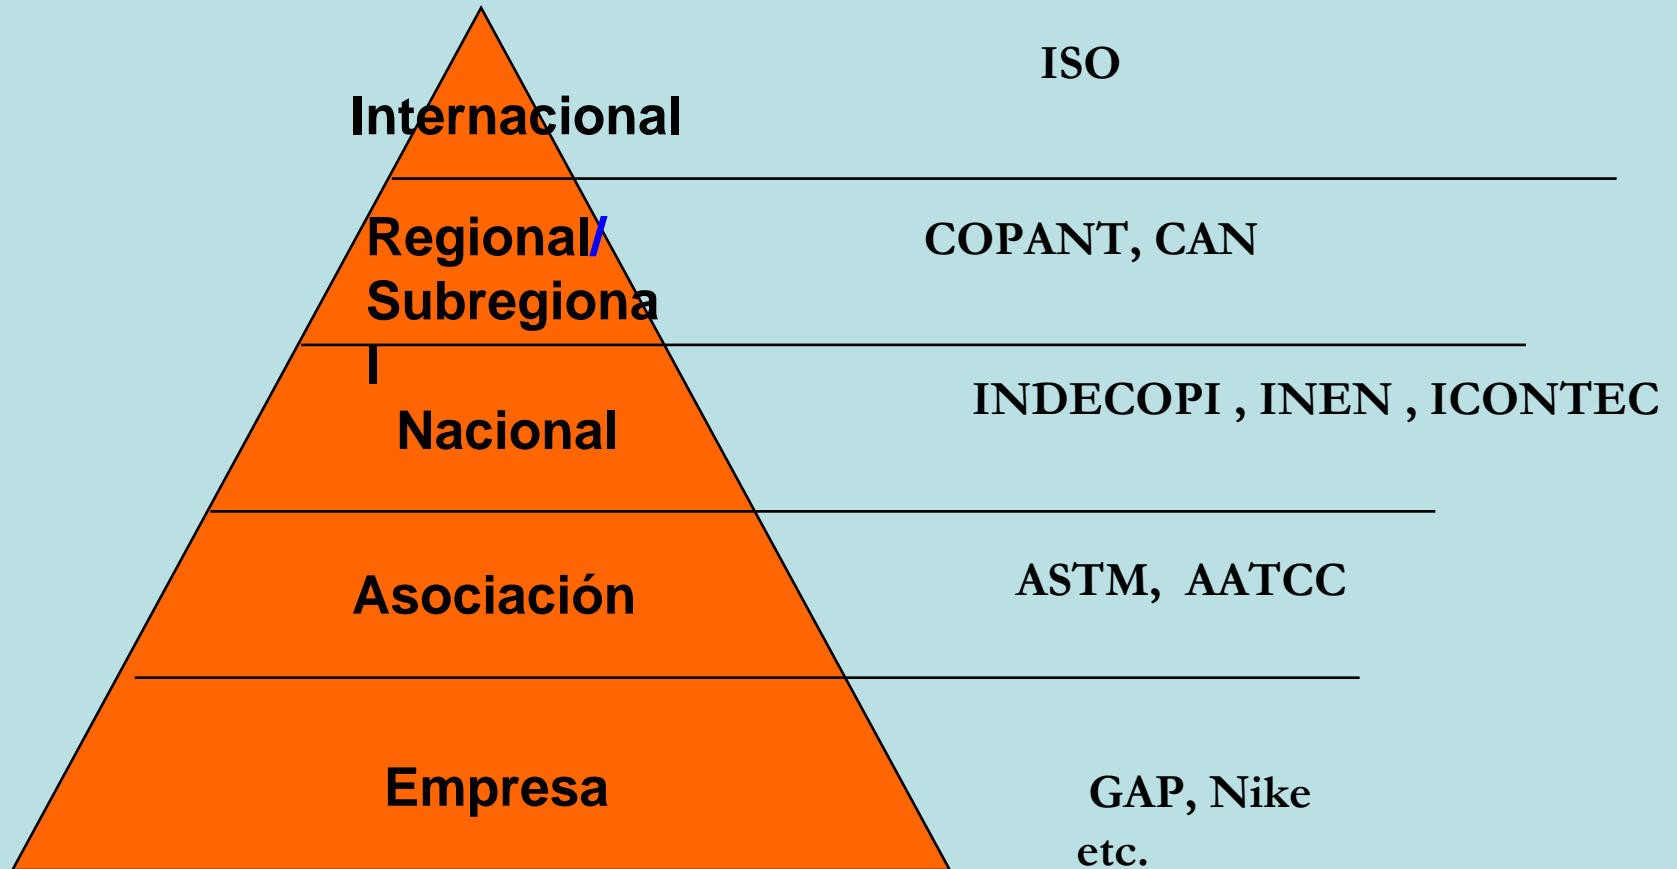 ISO
Internacional
Regional/
Subregiona
l
COPANT, CAN
INDECOPI , INEN , ICONTEC
Nacional
Asociación
ASTM, AATCC
Empresa
GAP, Nike
etc.